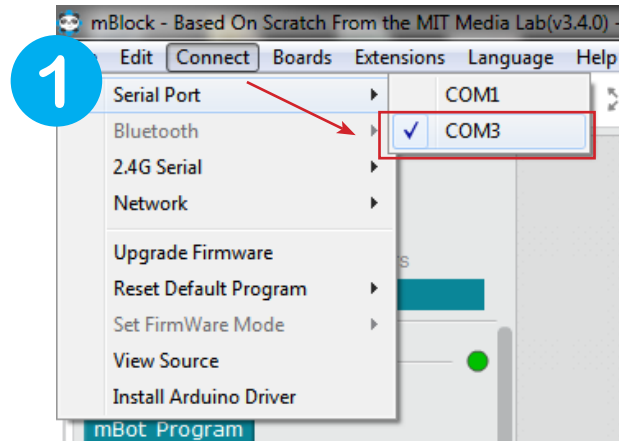 mBlock - Based On Scratch From the MIT Media Lab(v3.4.0) -
Edit Connect Boards Extensions Language Help
1
Serial Port
COM1
Bluetooth
COM3
2.4G Serial
Network
Upgrade Firmware
Reset Default Program
Set FirmWare Mode
View Source
Install Arduino Driver
mBot Program